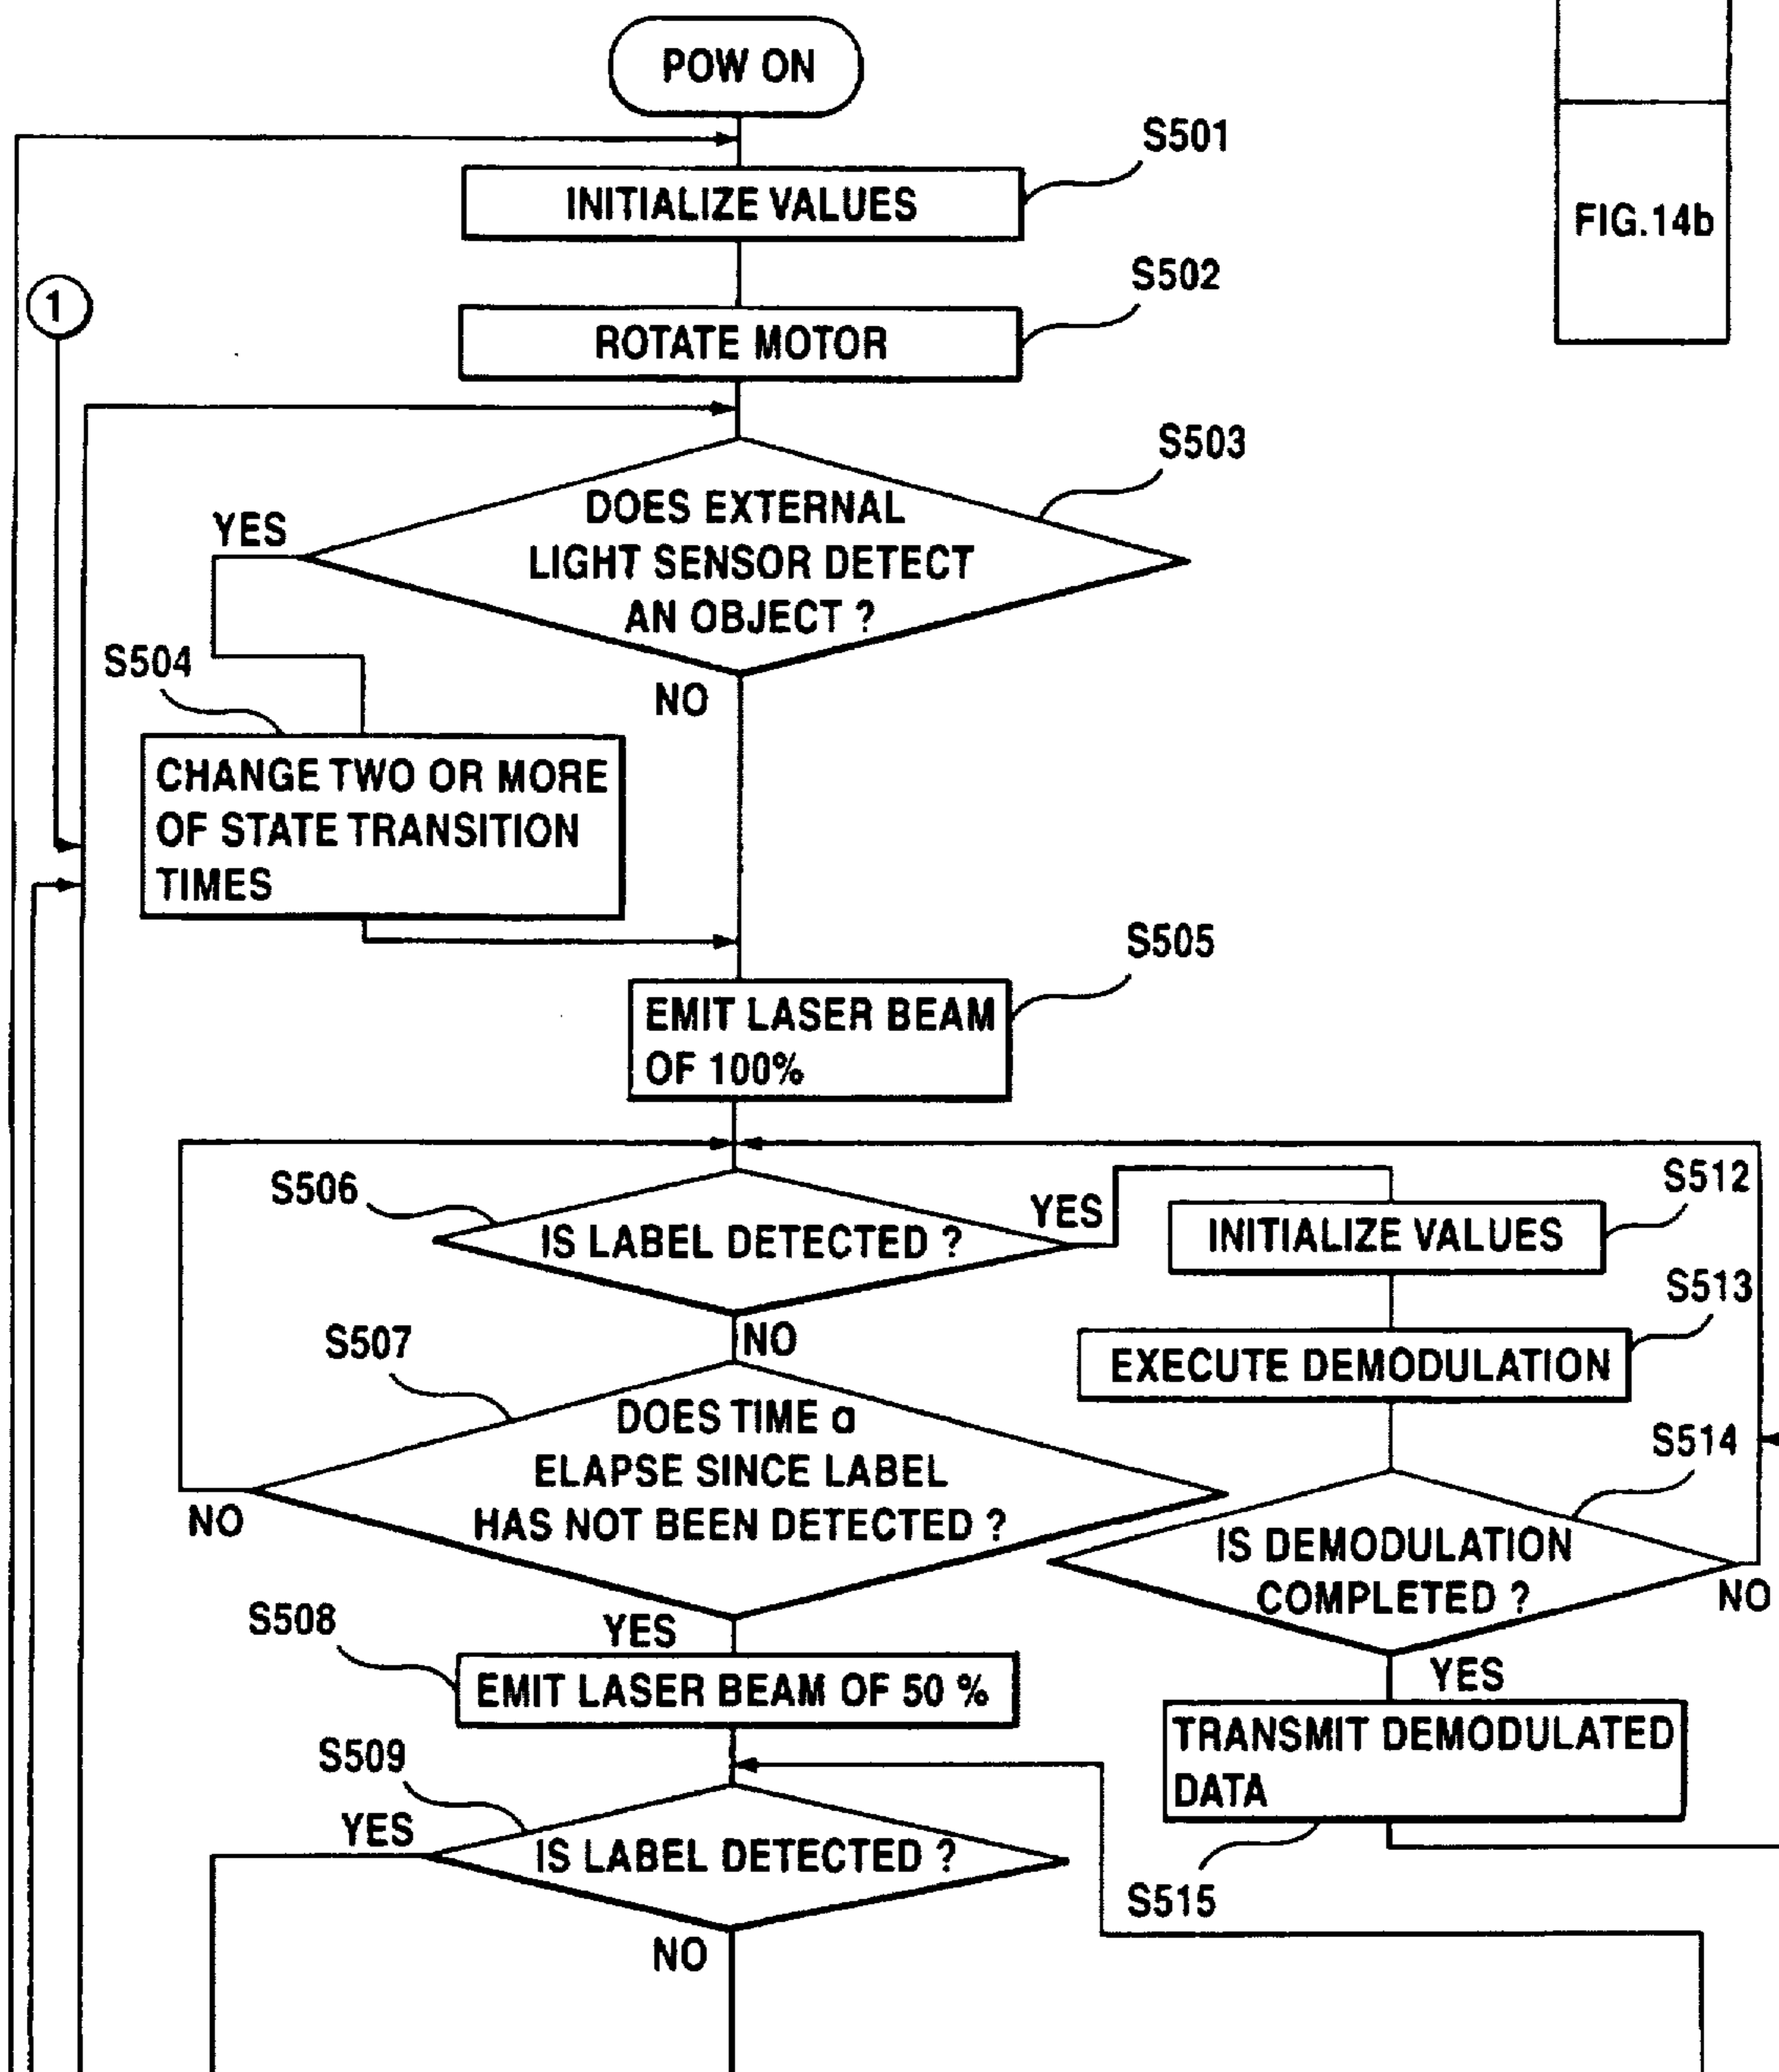 POW ON
S501
INITIALIZE VALUES
FIG.14b
S502
1
ROTATE MOTOR
S503
DOES EXTERNAL
LIGHT SENSOR DETECT
AN OBJECT ?
YES
NO
S504
CHANGE TWO OR MORE
OF STATE TRANSITION
TIMES
S505
EMIT LASER BEAM
OF 100%
S506
IS LABEL DETECTED ?
YES
S512
INITIALIZE VALUES
NO
S513
EXECUTE DEMODULATION
S507
DOES TIME a
ELAPSE SINCE LABEL
HAS NOT BEEN DETECTED ?
NO
S514
IS DEMODULATION
COMPLETED ?
NO
YES
S508
EMIT LASER BEAM OF 50 %
YES
TRANSMIT DEMODULATED
DATA
S515
S509
YES
IS LABEL DETECTED ?
NO